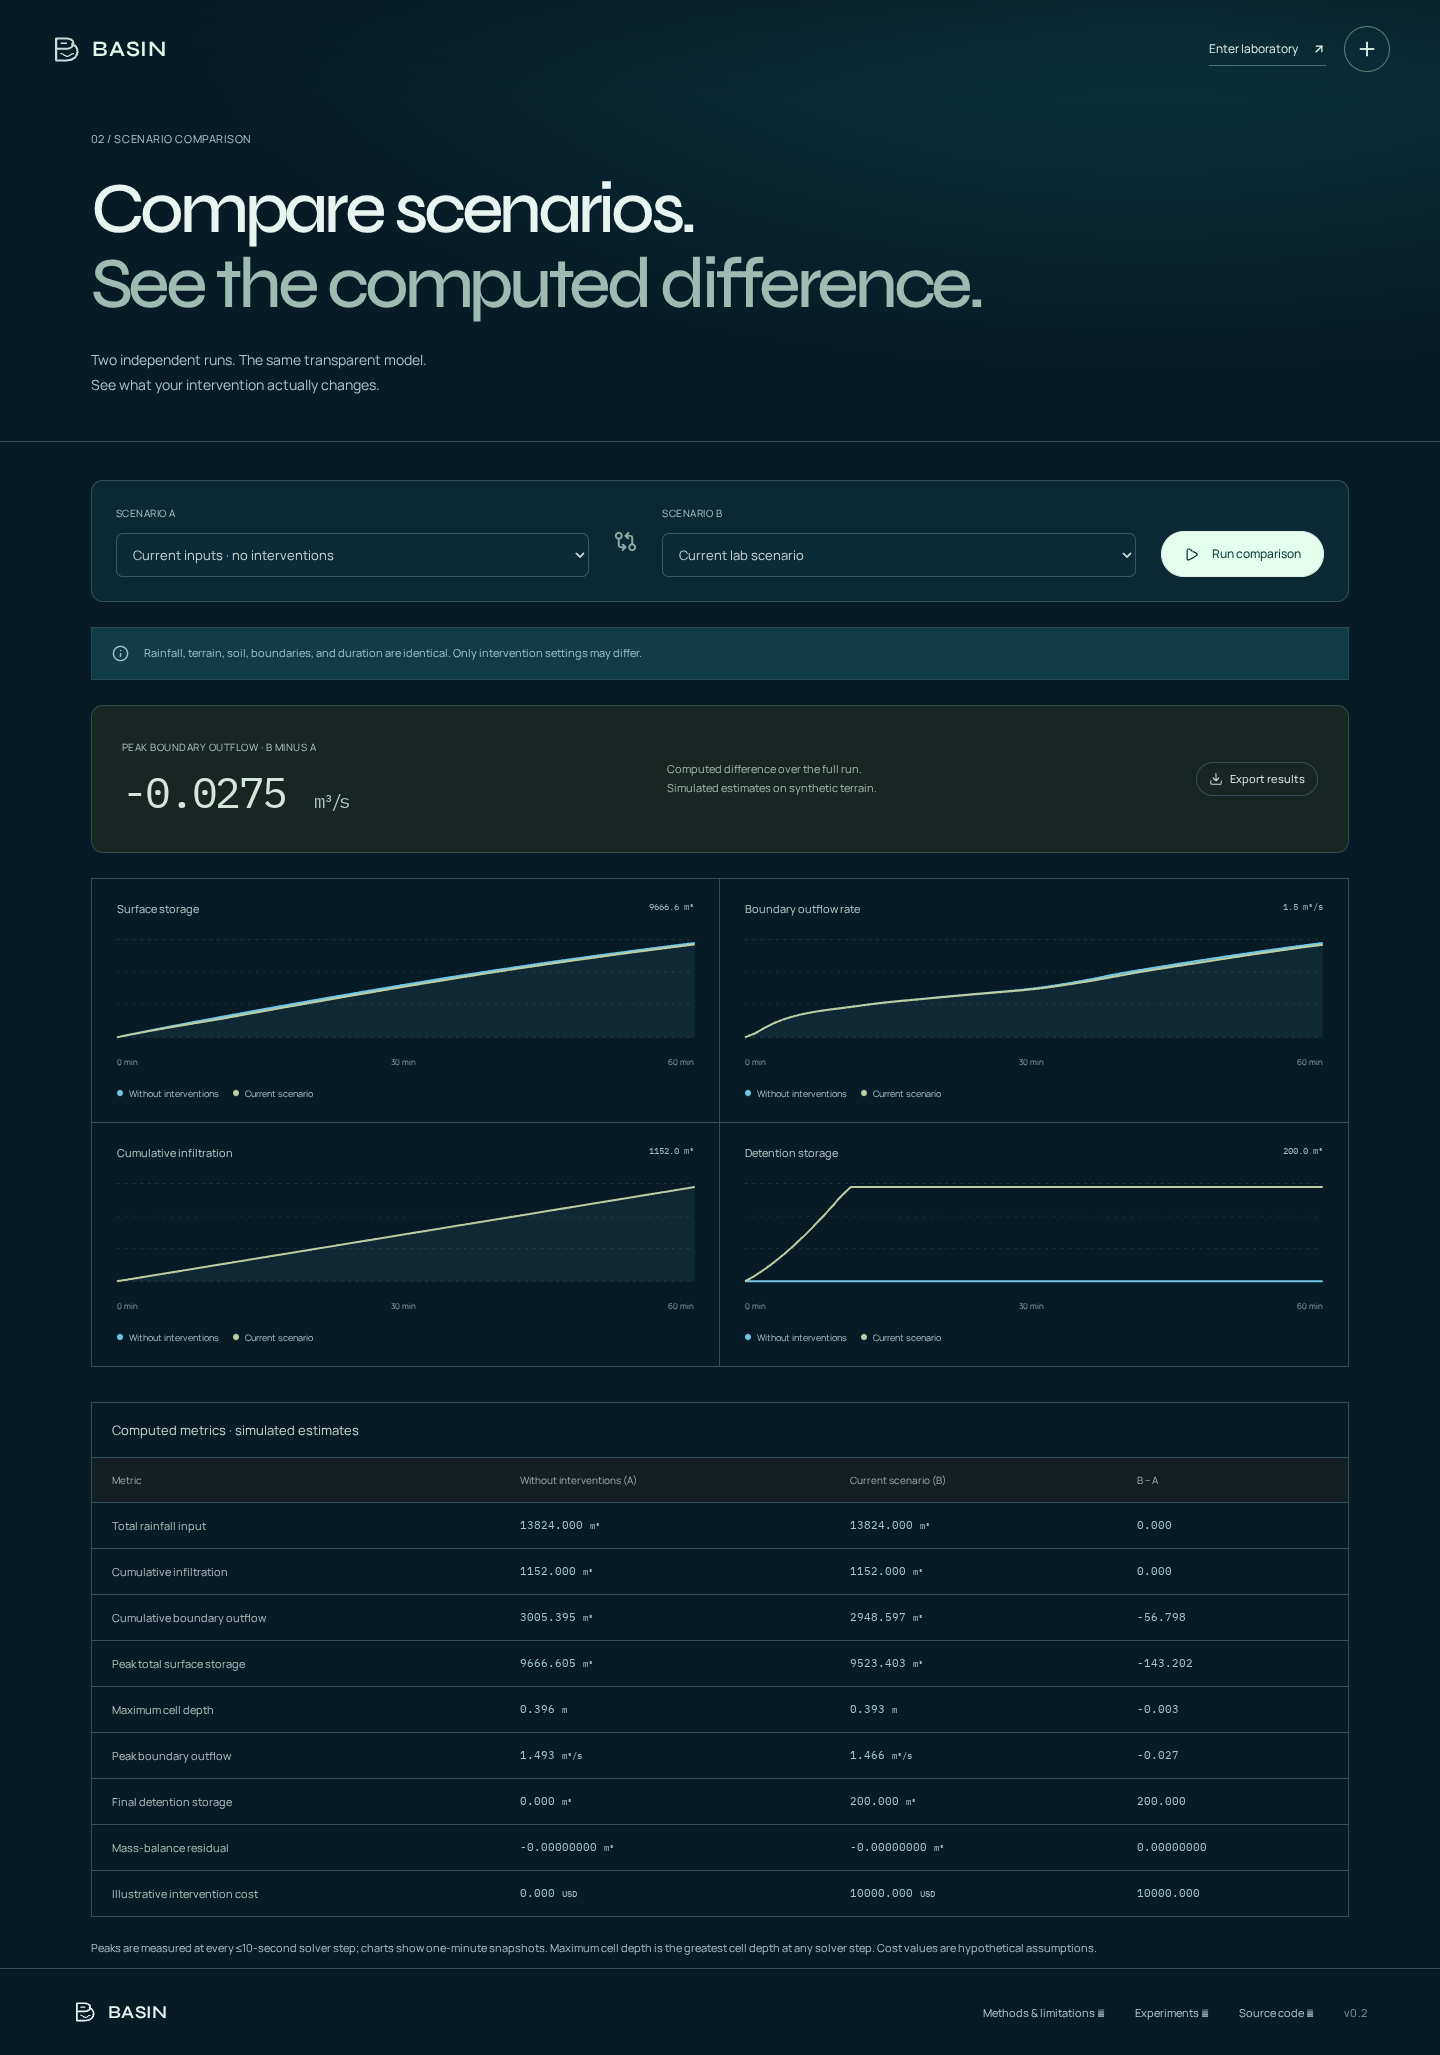 BASIN
Enter laboratory
02 / SCENARIO COMPARISON
Compare scenarios.
See the computed difference.
Two independent runs. The same transparent model.
See what your intervention actually changes.
SCENARIO A
Current inputs · no interventions
SCENARIO B
Current lab scenario
Run comparison
Rainfall, terrain, soil, boundaries, and duration are identical. Only intervention settings may differ.
PEAK BOUNDARY OUTFLOW · B MINUS A
-0.0275 m³/s
Computed difference over the full run.
Simulated estimates on synthetic terrain.
Export results
Surface storage 9666.6 m³
0 min 30 min 60 min
Without interventions Current scenario
Boundary outflow rate 1.5 m³/s
0 min 30 min 60 min
Without interventions Current scenario
Cumulative infiltration 1152.0 m³
0 min 30 min 60 min
Without interventions Current scenario
Detention storage 200.0 m³
0 min 30 min 60 min
Without interventions Current scenario
Computed metrics · simulated estimates
Metric Without interventions (A) Current scenario (B) B − A
Total rainfall input 13824.000 m³ 13824.000 m³ 0.000
Cumulative infiltration 1152.000 m³ 1152.000 m³ 0.000
Cumulative boundary outflow 3005.395 m³ 2948.597 m³ -56.798
Peak total surface storage 9666.605 m³ 9523.403 m³ -143.202
Maximum cell depth 0.396 m 0.393 m -0.003
Peak boundary outflow 1.493 m³/s 1.466 m³/s -0.027
Final detention storage 0.000 m³ 200.000 m³ 200.000
Mass-balance residual -0.00000000 m³ -0.00000000 m³ 0.00000000
Illustrative intervention cost 0.000 USD 10000.000 USD 10000.000
Peaks are measured at every ≤10-second solver step; charts show one-minute snapshots. Maximum cell depth is the greatest cell depth at any solver step. Cost values are hypothetical assumptions.
BASIN
Methods & limitations Experiments Source code v0.2